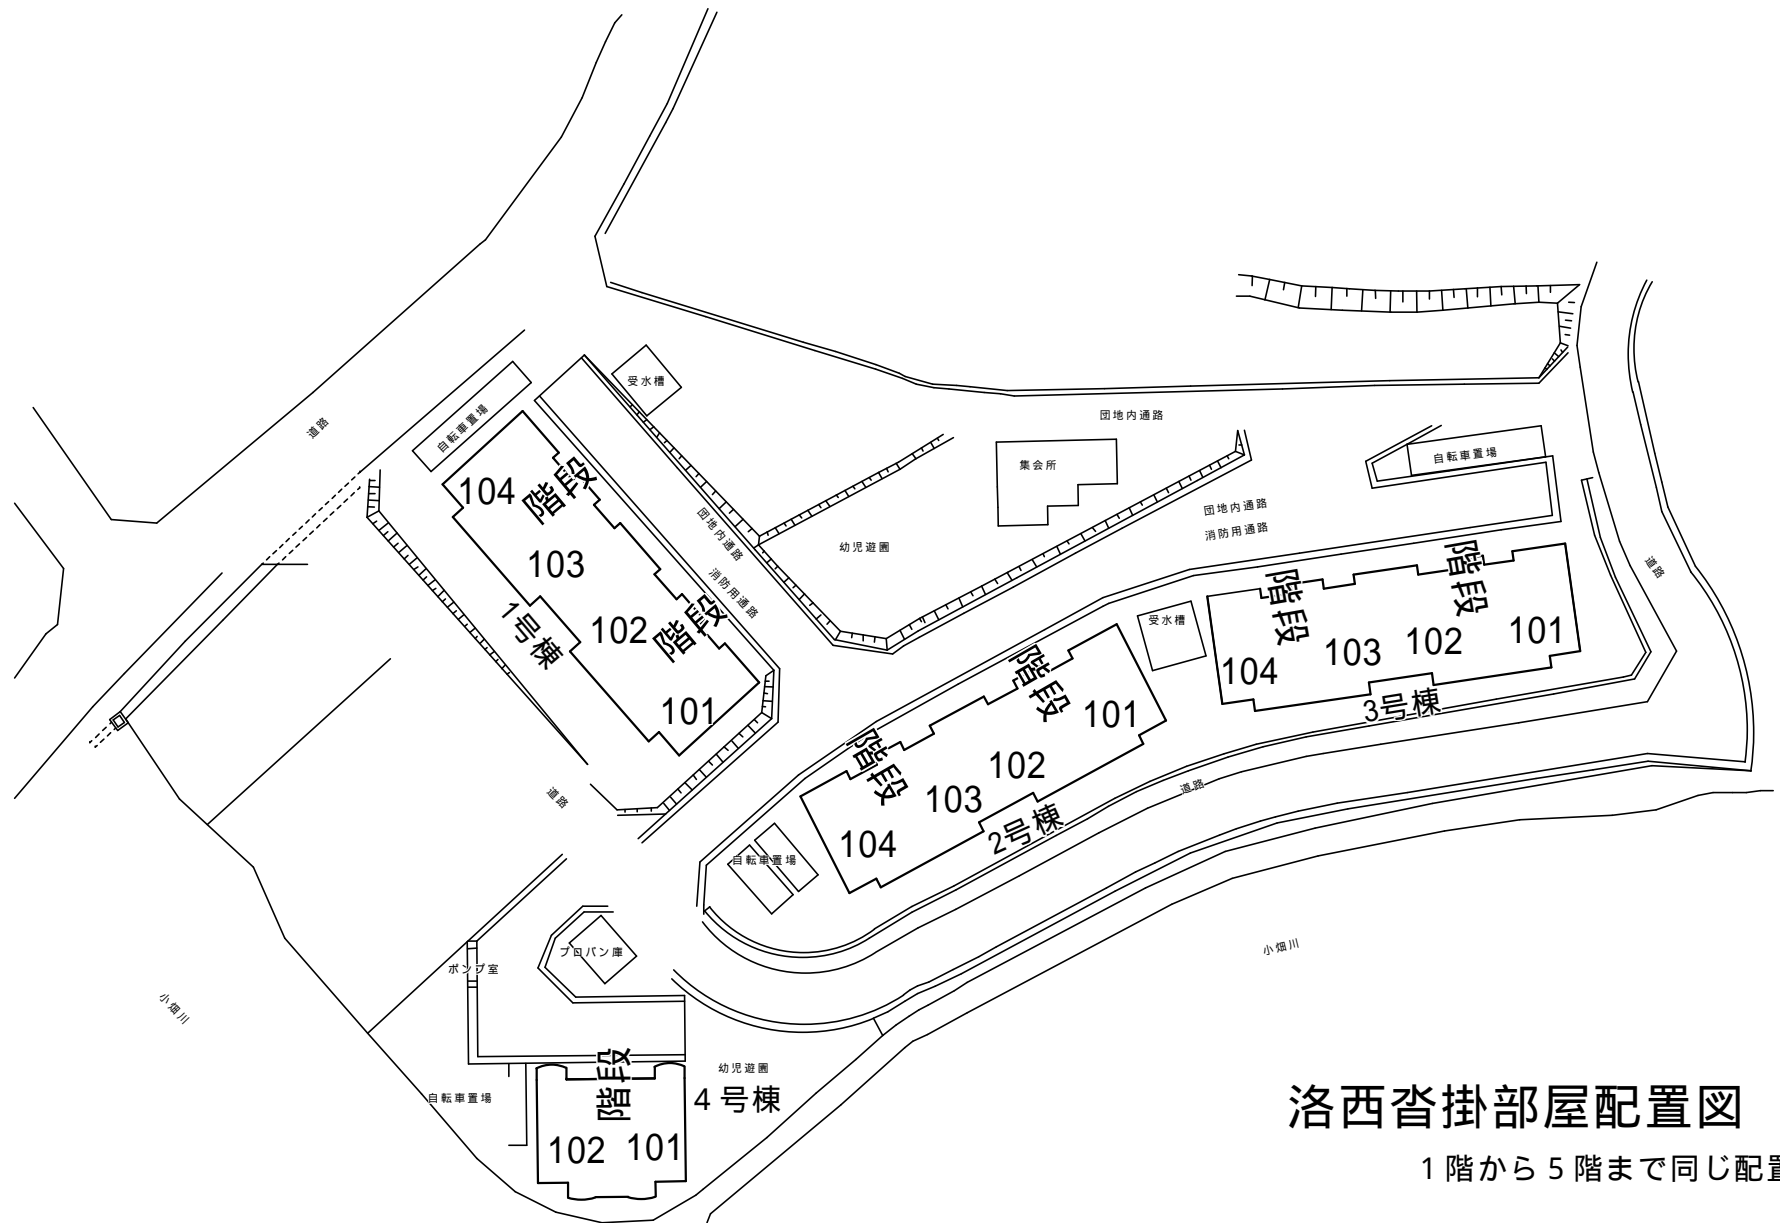 道路
自転車置場
受水槽
104
階段
103
102
階段
101
1号棟
団地内通路
消防用通路
団地内通路
集会所
幼児遊園
団地内通路
消防用通路
自転車置場
道路
受水槽
階段
階段
104
103
102
101
3号棟
階段
階段
101
102
103
104
2号棟
自転車置場
道路
道路
小畑川
小畑川
プロパン庫
ポンプ室
幼児遊園
自転車置場
階段
102
101
4号棟
洛西沓掛部屋配置図
1階から5階まで同じ配置